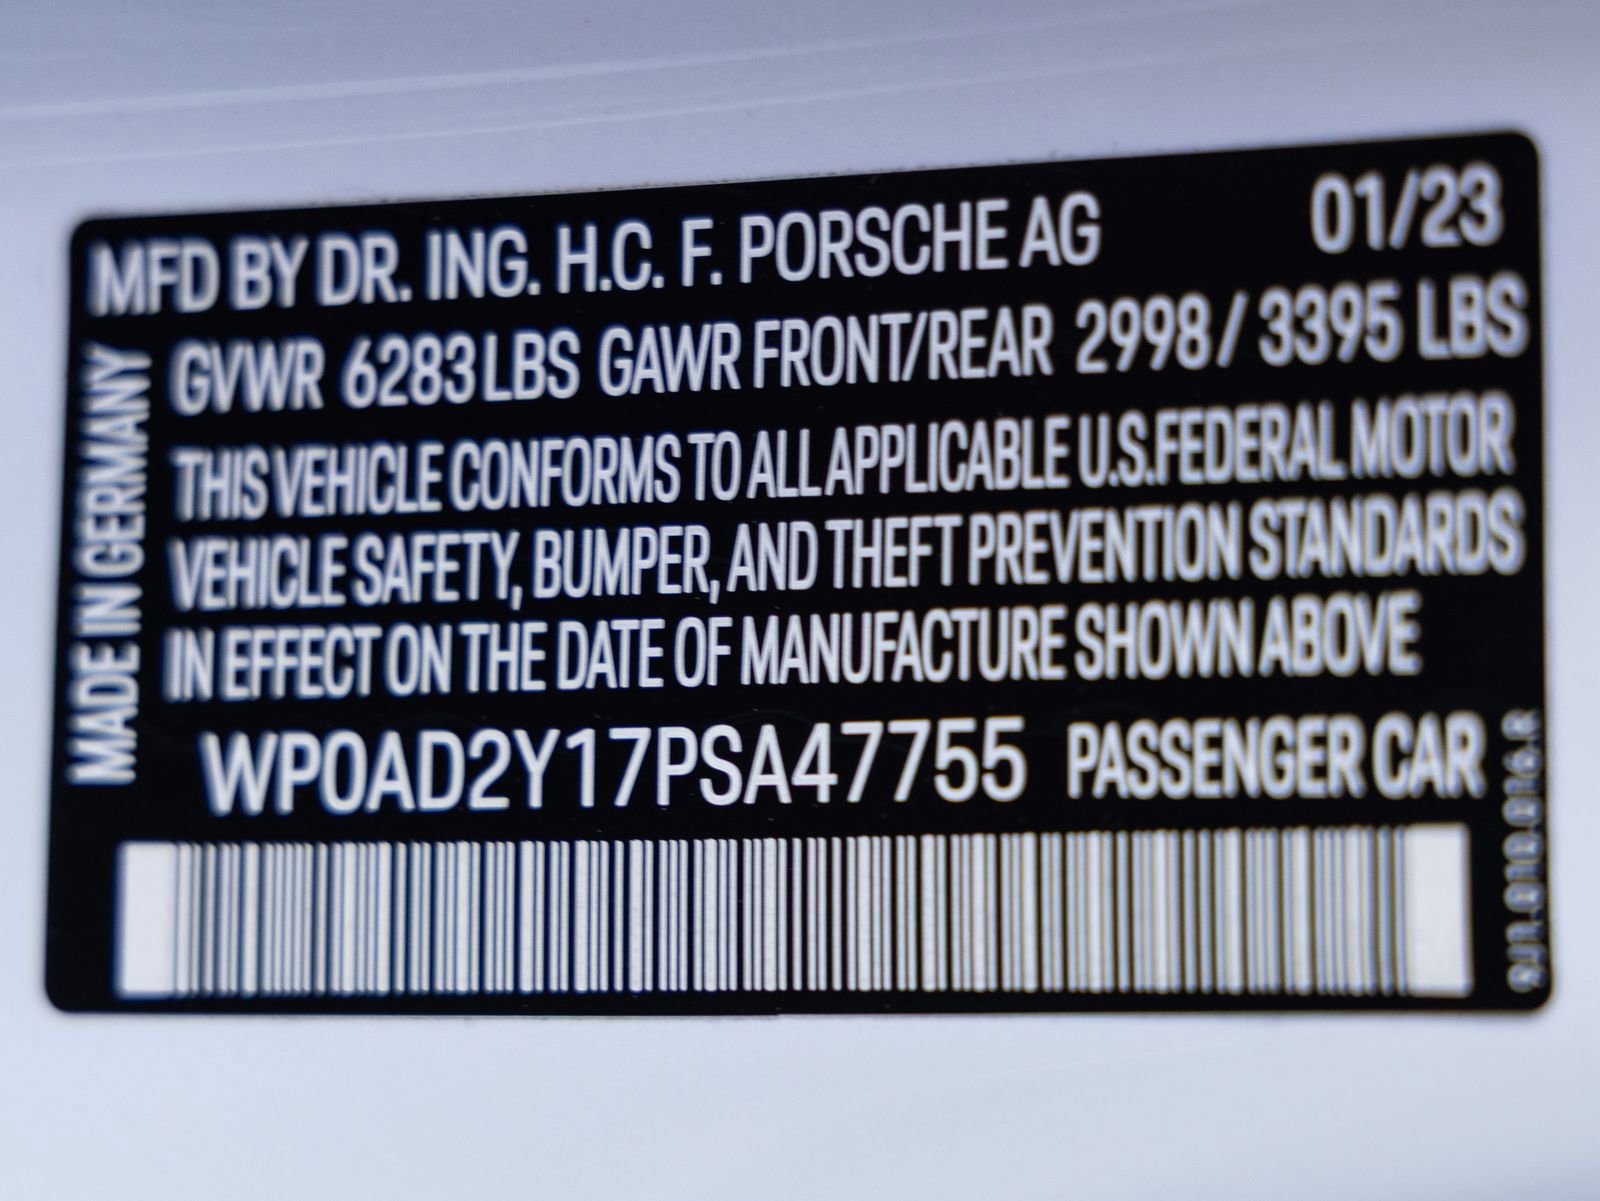 MFD BY DR. ING. H.C. F. PORSCHE AG 01/23
GVWR 6283 LBS GAWR FRONT/REAR 2998 / 3395 LBS
THIS VEHICLE CONFORMS TO ALL APPLICABLE U.S.FEDERAL MOTOR
VEHICLE SAFETY, BUMPER, AND THEFT PREVENTION STANDARDS
IN EFFECT ON THE DATE OF MANUFACTURE SHOWN ABOVE
WP0AD2Y17PSA47755 PASSENGER CAR
MADE IN GERMANY